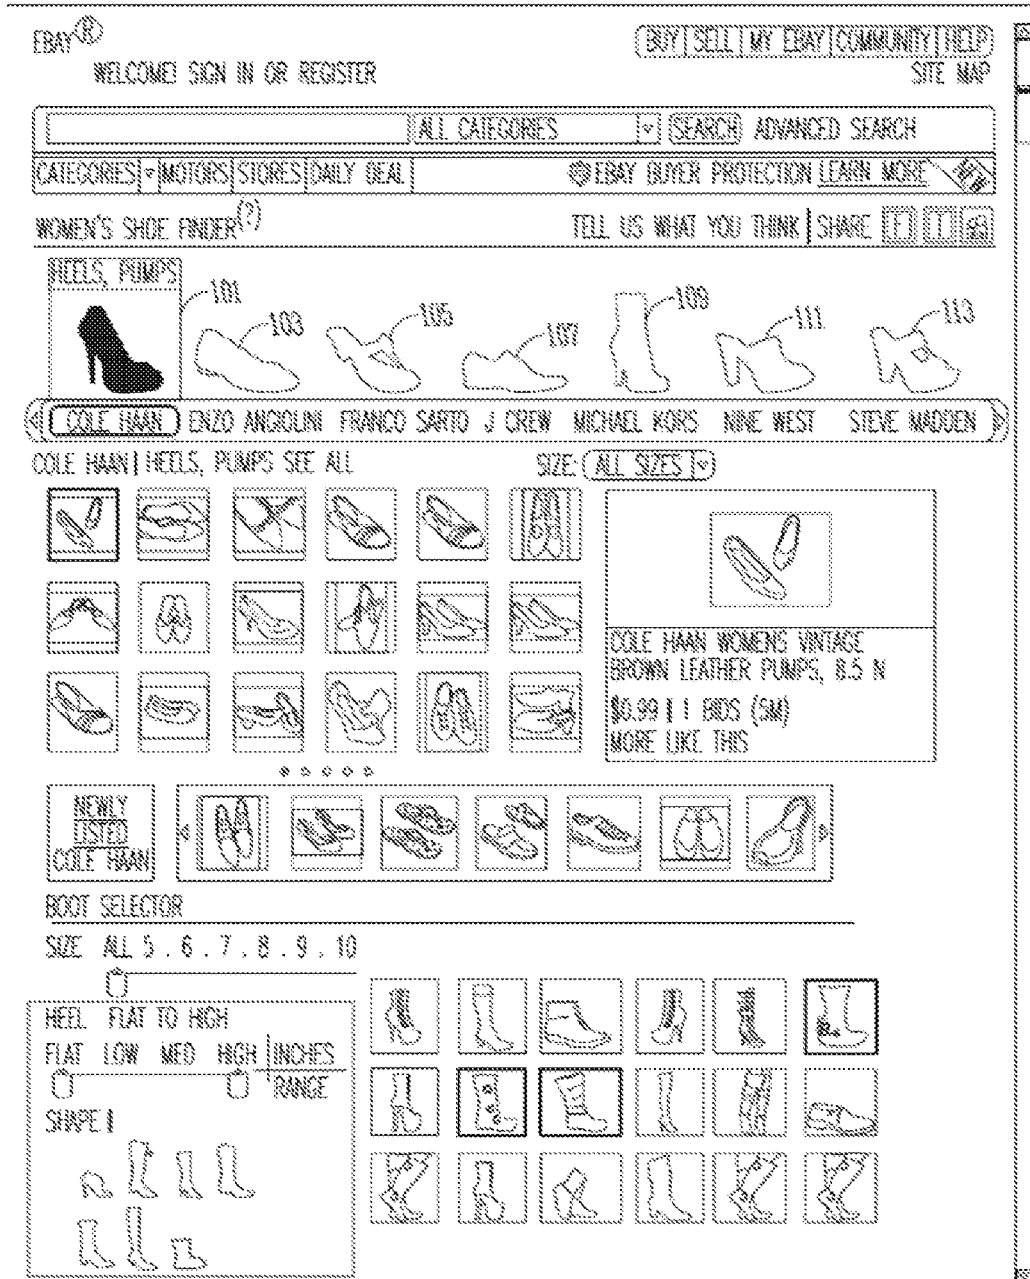 EBAY®
BUY | SELL | MY EBAY | COMMUNITY | HELP
WELCOME! SIGN IN OR REGISTER
SITE MAP
ALL CATEGORIES SEARCH ADVANCED SEARCH
CATEGORIES MOTORS STORES DAILY DEAL EBAY BUYER PROTECTION LEARN MORE
WOMEN'S SHOE FINDER(?) TELL US WHAT YOU THINK | SHARE F T
HEELS, PUMPS
101
103
105
107
109
111
113
COLE HAAN ENZO ANGIOLINI FRANCO SARTO J CREW MICHAEL KORS NINE WEST STEVE MADDEN
COLE HAAN | HEELS, PUMPS SEE ALL SIZE: ALL SIZES
COLE HAAN WOMENS VINTAGE
BROWN LEATHER PUMPS, 8.5 N
$0.99 | 1 BIDS (5M)
MORE LIKE THIS
NEWLY
LISTED
COLE HAAN
BOOT SELECTOR
SIZE ALL 5 . 6 . 7 . 8 . 9 . 10
HEEL FLAT TO HIGH
FLAT LOW MED HIGH INCHES
RANGE
SHAPE |